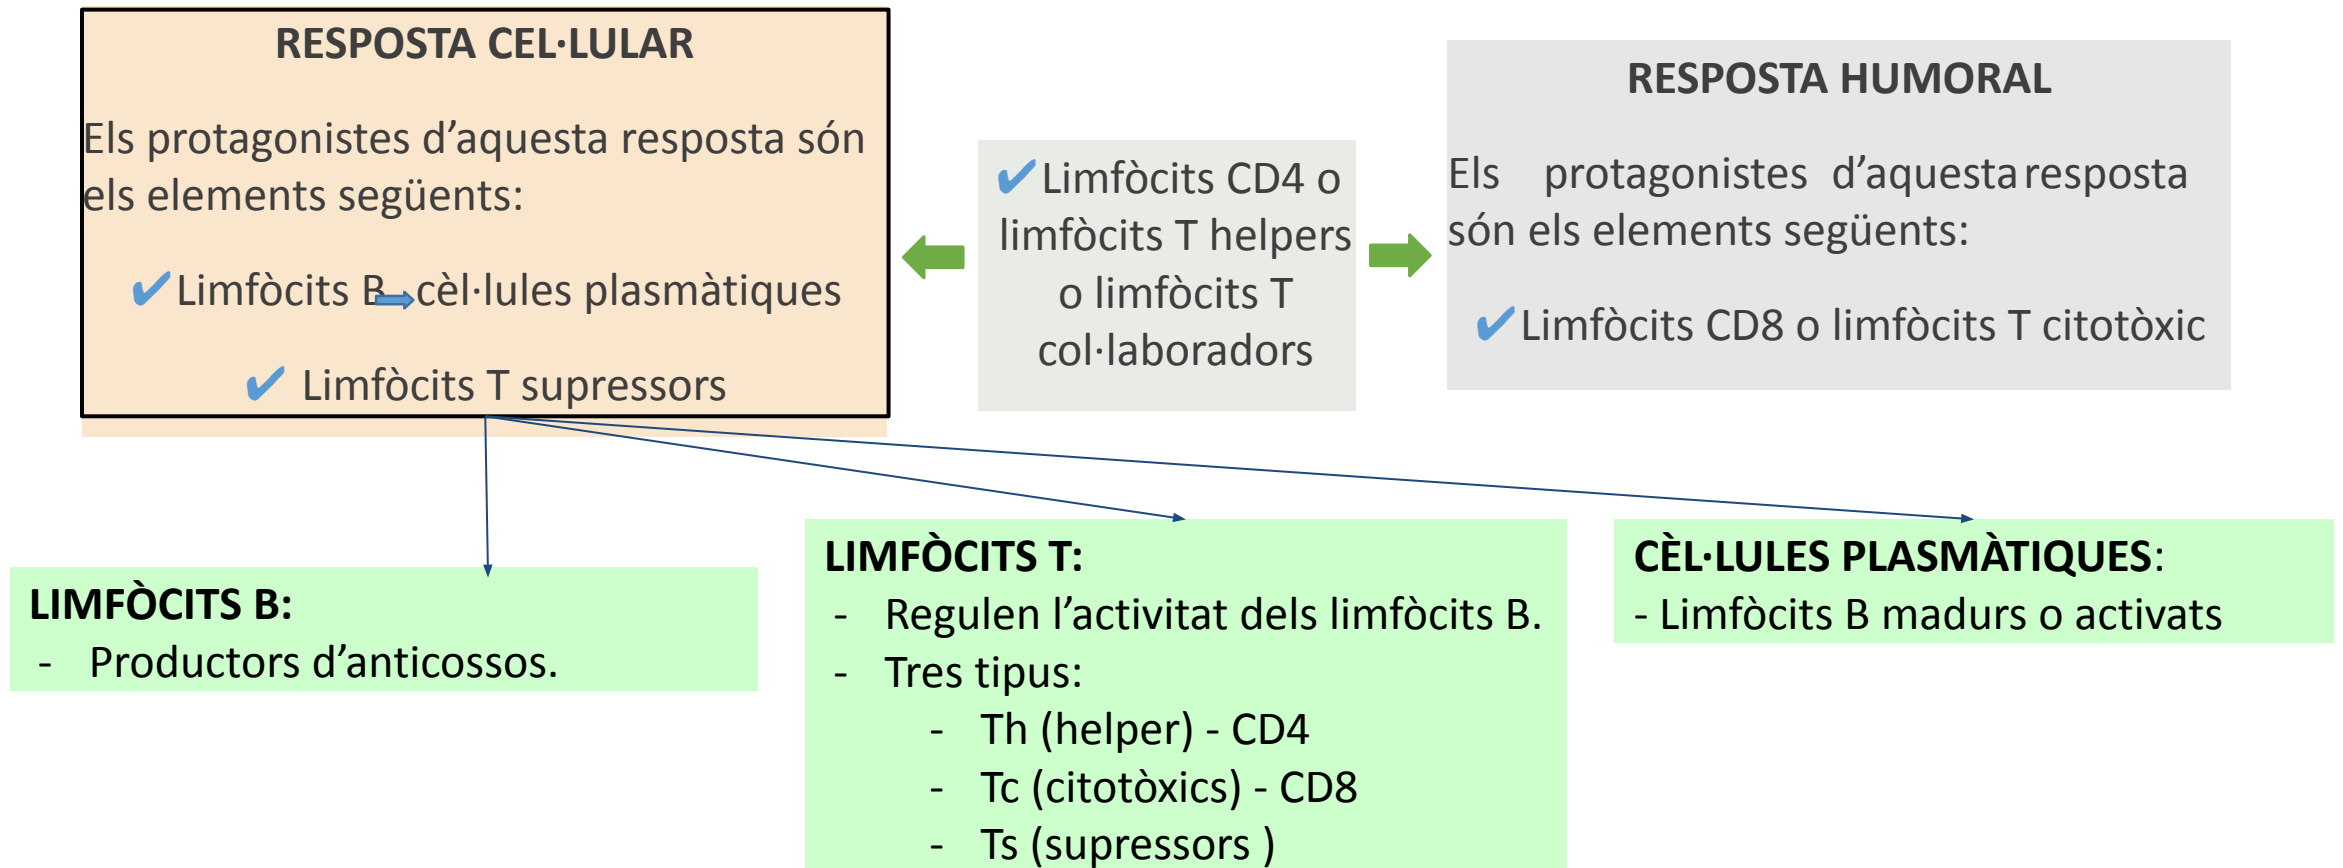 RESPOSTA CEL·LULAR
Els protagonistes d’aquesta resposta són
els elements següents:
✔Limfòcits B cèl·lules plasmàtiques
✔ Limfòcits T supressors
✔Limfòcits CD4 o
limfòcits T helpers
o limfòcits T
col·laboradors
RESPOSTA HUMORAL
Els protagonistes d’aquesta resposta
són els elements següents:
✔Limfòcits CD8 o limfòcits T citotòxic
LIMFÒCITS B:
- Productors d’anticossos.
LIMFÒCITS T:
- Regulen l’activitat dels limfòcits B.
- Tres tipus:
- Th (helper) - CD4
- Tc (citotòxics) - CD8
- Ts (supressors )
CÈL·LULES PLASMÀTIQUES:
- Limfòcits B madurs o activats